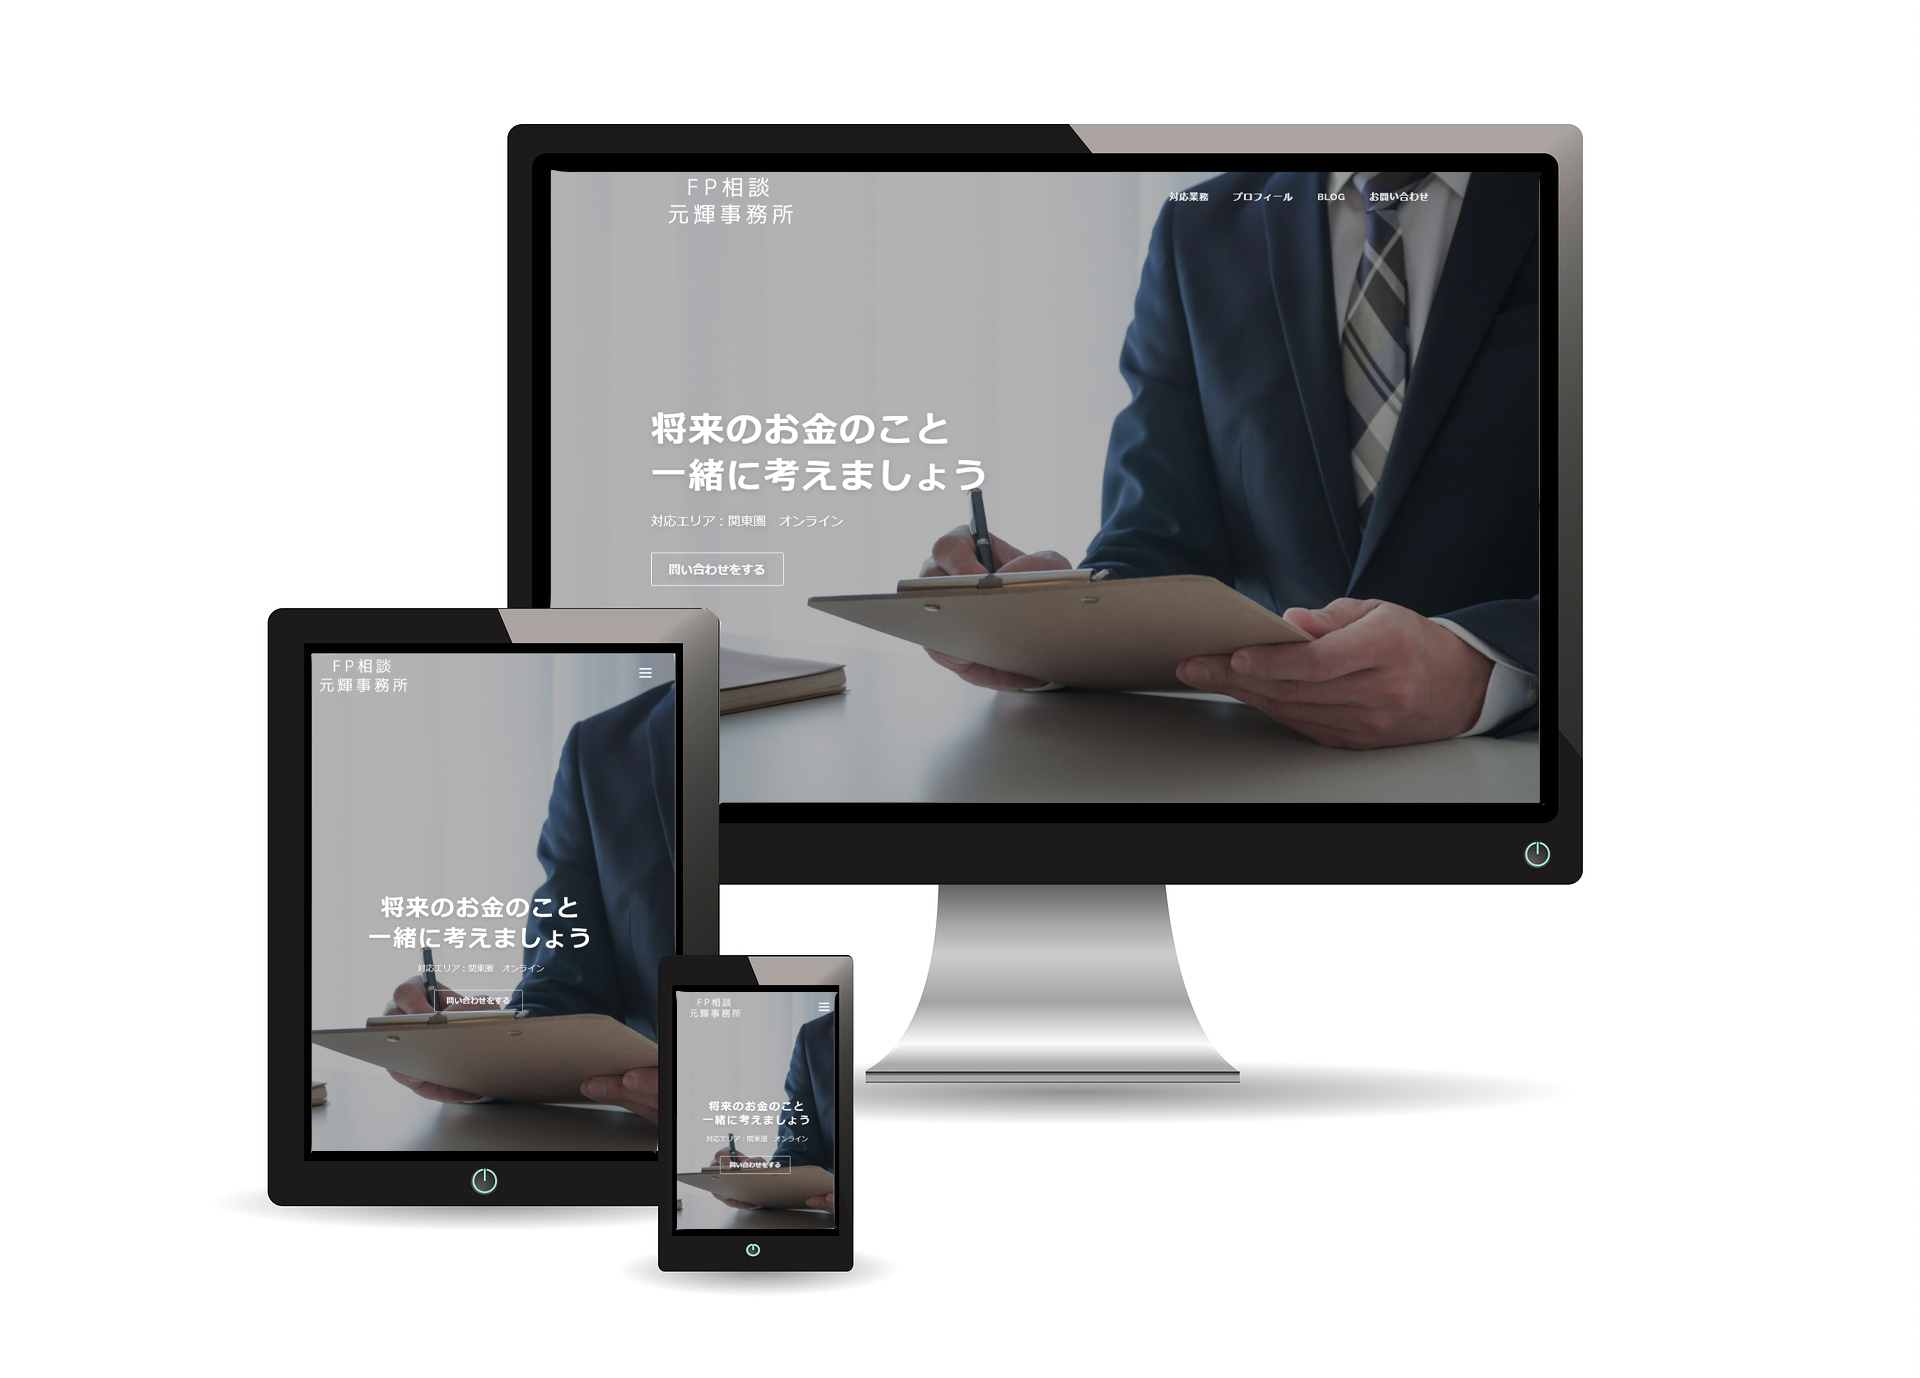 FP相談
元輝事務所
対応業務 プロフィール BLOG お問い合わせ
将来のお金のこと
一緒に考えましょう
対応エリア：関東圏　オンライン
問い合わせをする
FP相談
元輝事務所
将来のお金のこと
一緒に考えましょう
対応エリア：関東圏　オンライン
問い合わせをする
FP相談
元輝事務所
将来のお金のこと
一緒に考えましょう
対応エリア：関東圏　オンライン
問い合わせをする